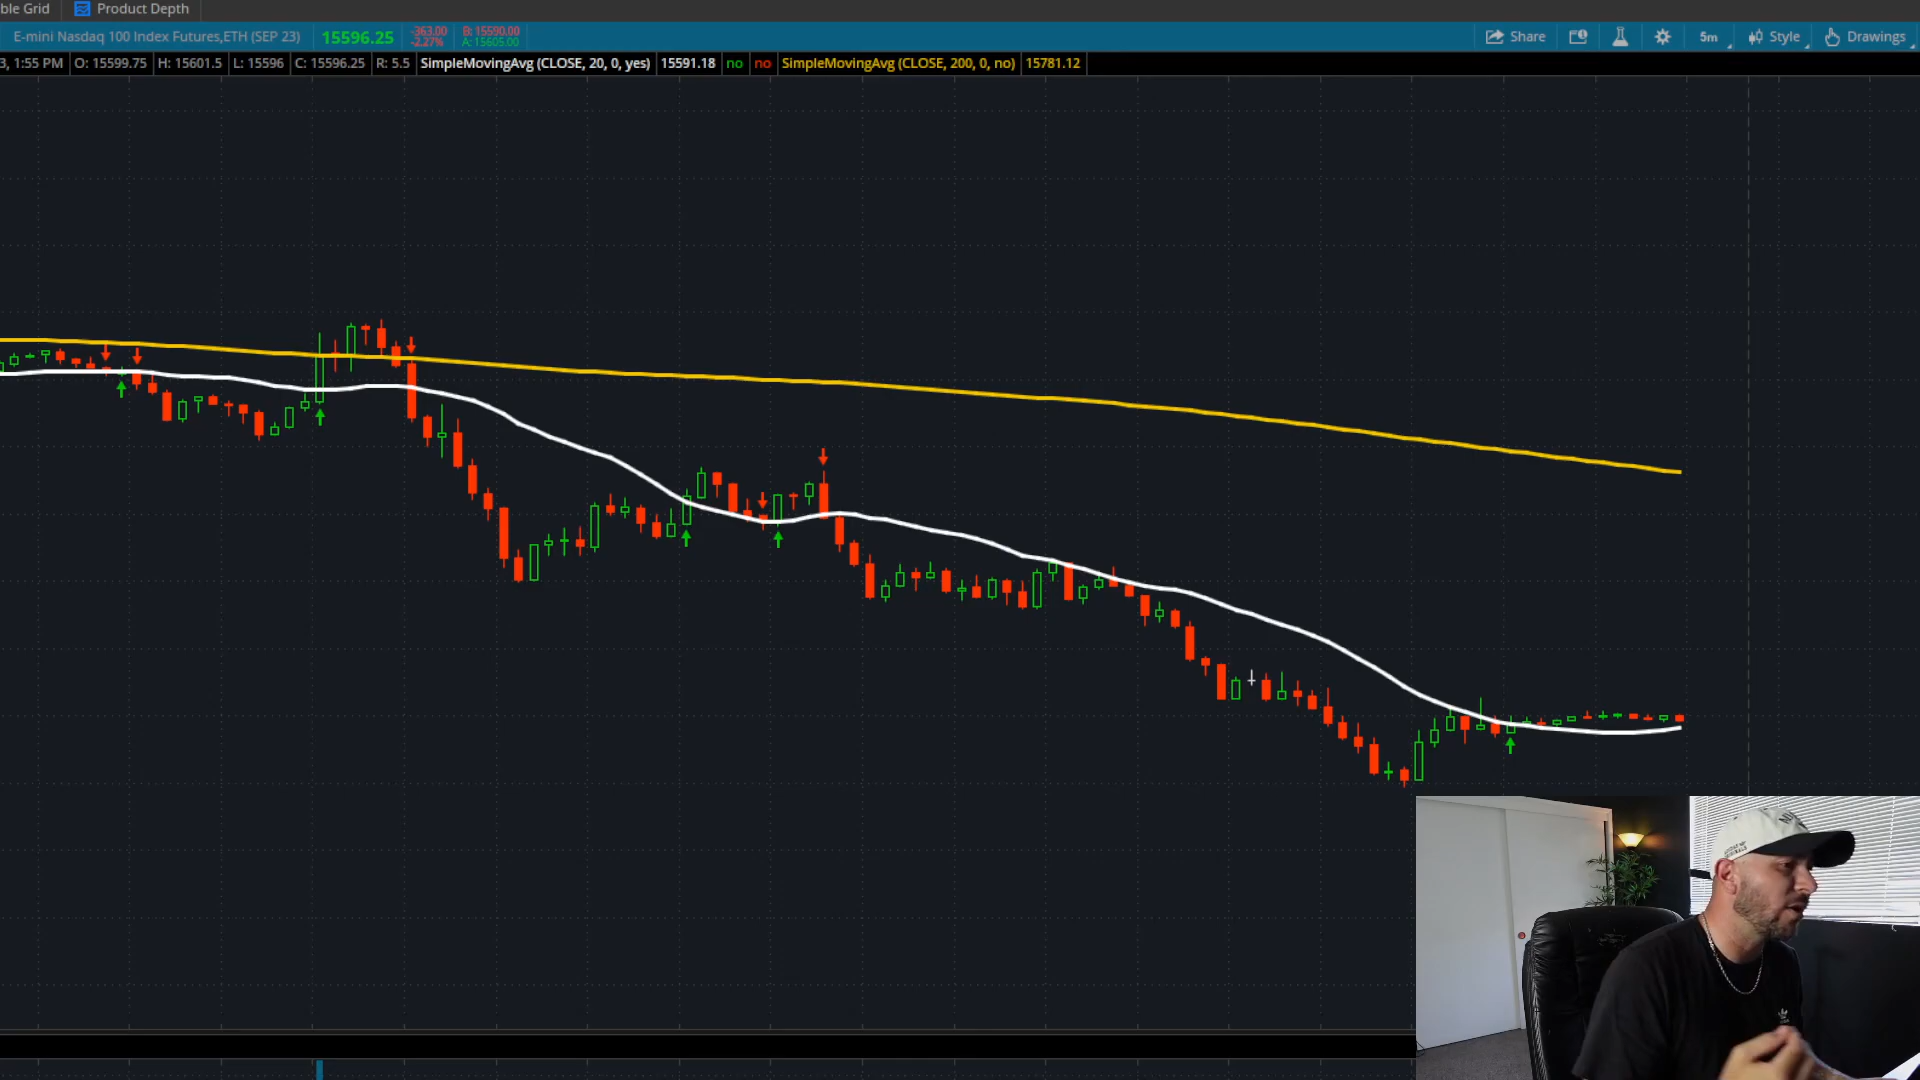 ble Grid Product Depth
E-mini Nasdaq 100 Index Futures,ETH (SEP 23) 15596.25 -363.00 -2.27% B: 15590.00 A: 15605.00 Share 5m Style Drawings
3, 1:55 PM O: 15599.75 H: 15601.5 L: 15596 C: 15596.25 R: 5.5 SimpleMovingAvg (CLOSE, 20, 0, yes) 15591.18 no no SimpleMovingAvg (CLOSE, 200, 0, no) 15781.12